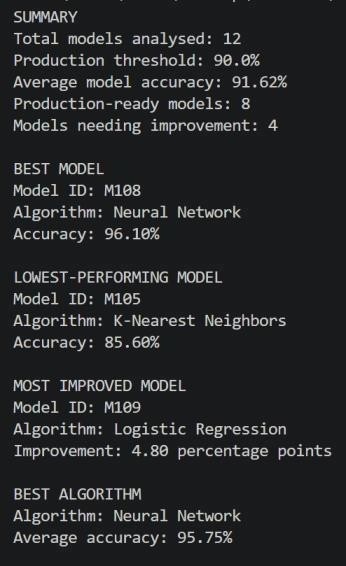 SUMMARY
Total models analysed: 12
Production threshold: 90.0%
Average model accuracy: 91.62%
Production-ready models: 8
Models needing improvement: 4
BEST MODEL
Model ID: M108
Algorithm: Neural Network
Accuracy: 96.10%
LOWEST-PERFORMING MODEL
Model ID: M105
Algorithm: K-Nearest Neighbors
Accuracy: 85.60%
MOST IMPROVED MODEL
Model ID: M109
Algorithm: Logistic Regression
Improvement: 4.80 percentage points
BEST ALGORITHM
Algorithm: Neural Network
Average accuracy: 95.75%